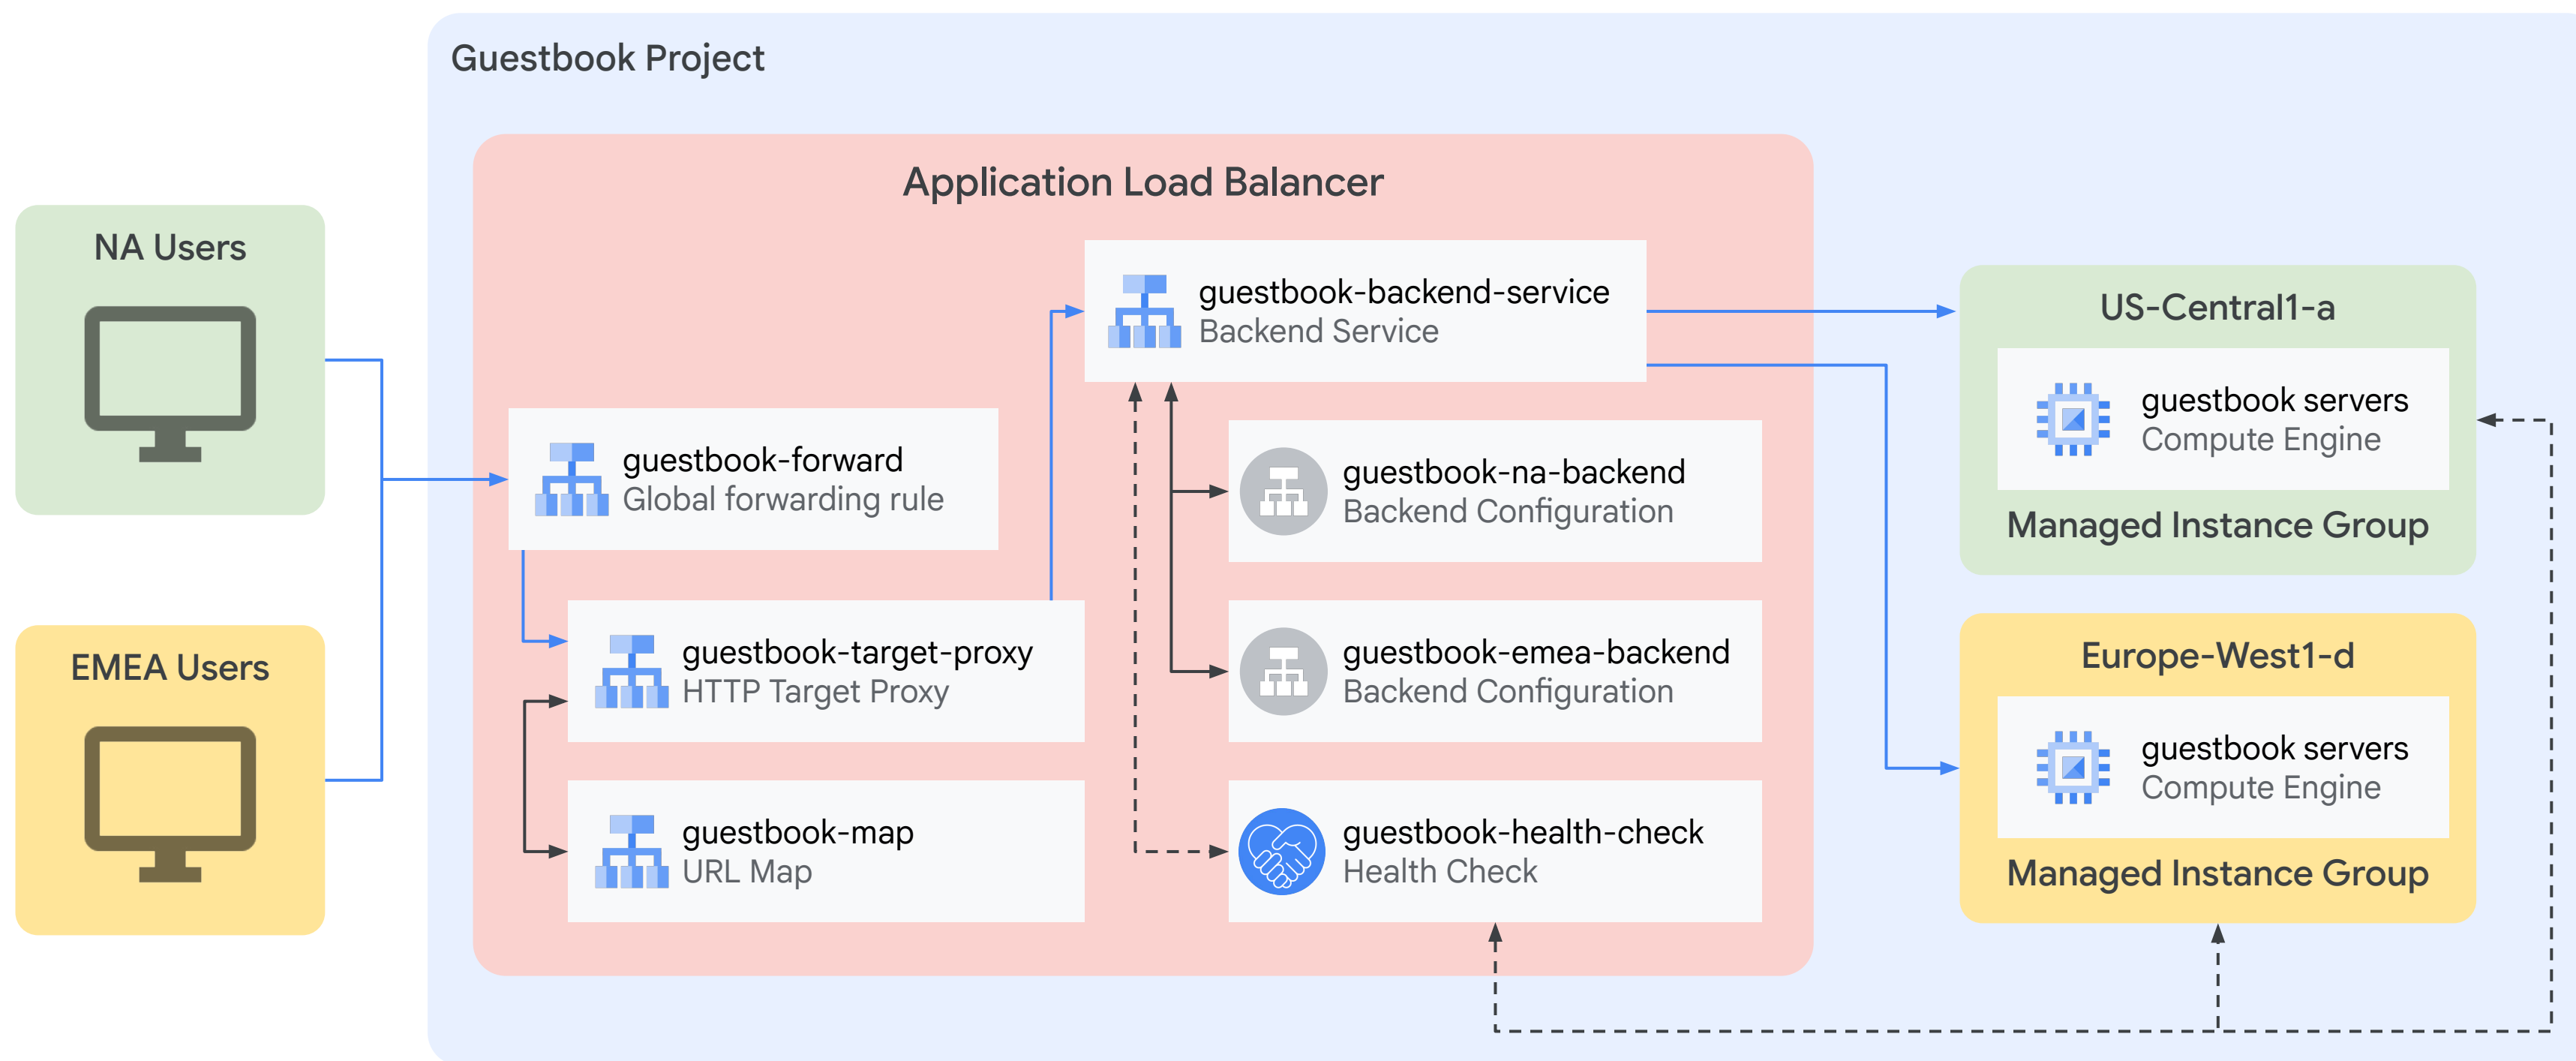 Guestbook Project
Application Load Balancer
NA Users
EMEA Users
guestbook-forward
Global forwarding rule
guestbook-target-proxy
HTTP Target Proxy
guestbook-map
URL Map
guestbook-backend-service
Backend Service
guestbook-na-backend
Backend Configuration
guestbook-emea-backend
Backend Configuration
guestbook-health-check
Health Check
US-Central1-a
guestbook servers
Compute Engine
Managed Instance Group
Europe-West1-d
guestbook servers
Compute Engine
Managed Instance Group